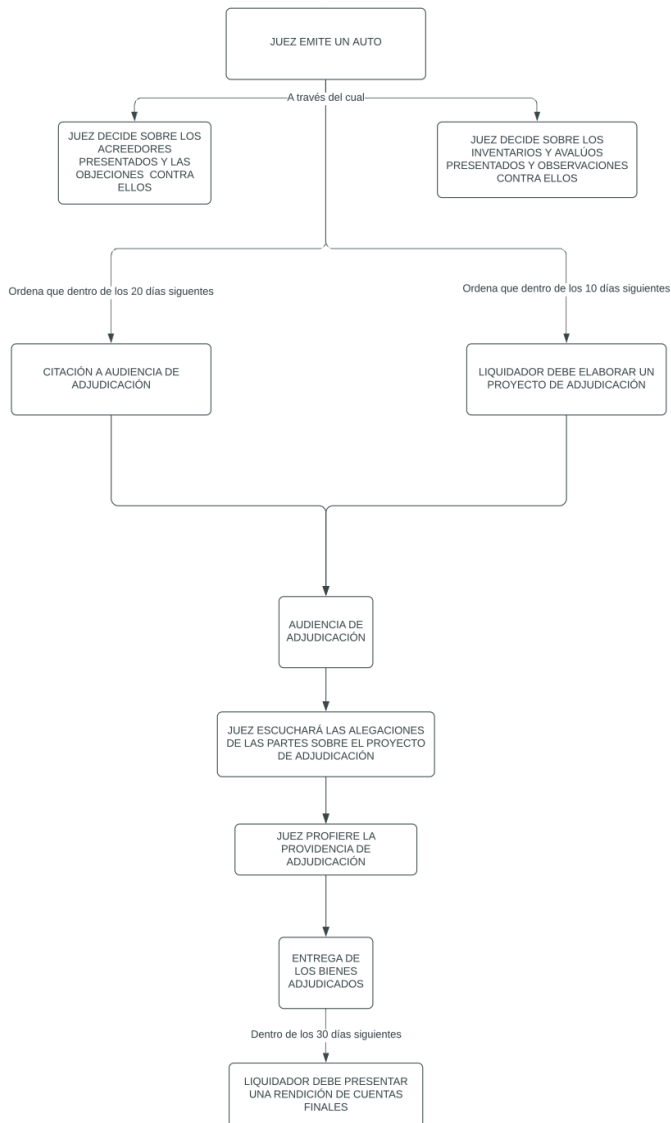 JUEZ EMITE UN AUTO
A través del cual
JUEZ DECIDE SOBRE LOS
ACREEDORES
PRESENTADOS Y LAS
OBJECIONES CONTRA
ELLOS
JUEZ DECIDE SOBRE LOS
INVENTARIOS Y AVALÚOS
PRESENTADOS Y OBSERVACIONES
CONTRA ELLOS
Ordena que dentro de los 20 días siguentes
Ordena que dentro de los 10 días siguientes
CITACIÓN A AUDIENCIA DE
ADJUDICACIÓN
LIQUIDADOR DEBE ELABORAR UN
PROYECTO DE ADJUDICACIÓN
AUDIENCIA DE
ADJUDICACIÓN
JUEZ ESCUCHARÁ LAS ALEGACIONES
DE LAS PARTES SOBRE EL PROYECTO
DE ADJUDICACIÓN
JUEZ PROFIERE LA
PROVIDENCIA DE
ADJUDICACIÓN
ENTREGA DE
LOS BIENES
ADJUDICADOS
Dentro de los 30 días siguientes
LIQUIDADOR DEBE PRESENTAR
UNA RENDICIÓN DE CUENTAS
FINALES